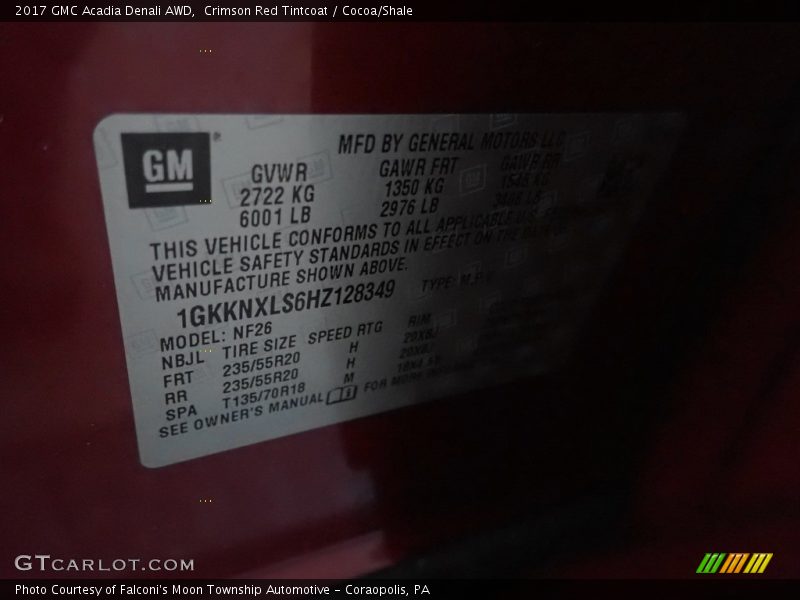 2017 GMC Acadia Denali AWD,  Crimson Red Tintcoat / Cocoa/Shale
GM
MFD BY GENERAL MOTORS LLC
GVWR GAWR FRT GAWR RR
2722 KG 1350 KG
6001 LB 2976 LB
THIS VEHICLE CONFORMS TO ALL APPLICABLE U.S.
VEHICLE SAFETY STANDARDS IN EFFECT ON THE
MANUFACTURE SHOWN ABOVE.
1GKKNXLS6HZ128349 TYPE:
MODEL: NF26
NBJL TIRE SIZE SPEED RTG RIM
FRT 235/55R20 H 20X8J
RR 235/55R20 H 20X8J
SPA T135/70R18 M
SEE OWNER'S MANUAL FOR MORE
GTCARLOT.COM
Photo Courtesy of Falconi's Moon Township Automotive - Coraopolis, PA